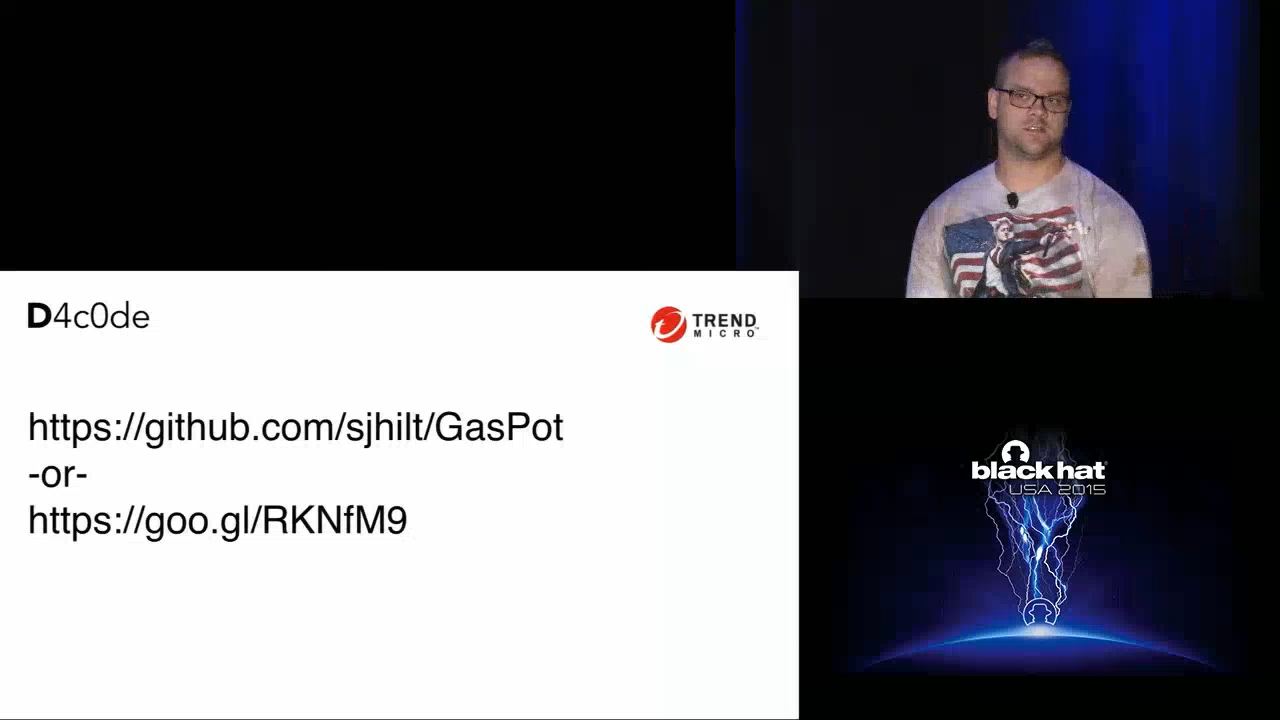 D4c0de
TREND
MICRO
https://github.com/sjhilt/GasPot
-or-
https://goo.gl/RKNfM9
black hat
USA 2015